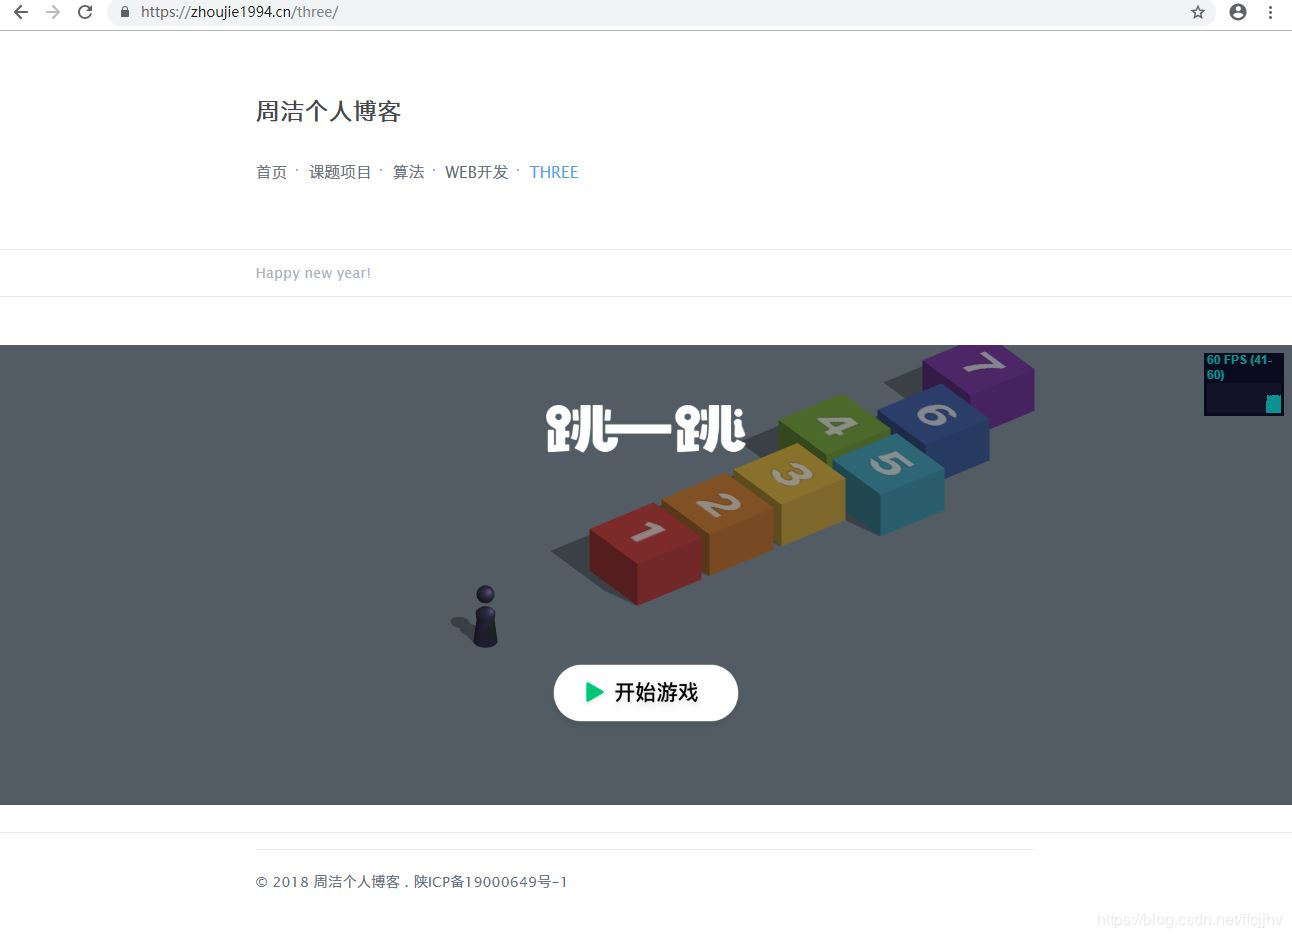 https://zhoujie1994.cn/three/
周洁个人博客
首页 · 课题项目 · 算法 · WEB开发 · THREE
Happy new year!
60 FPS (41-
60)
跳一跳
7
6
4
5
3
2
1
开始游戏
© 2018 周洁个人博客 . 陕ICP备19000649号-1
https://blog.csdn.net/ifcjjhv